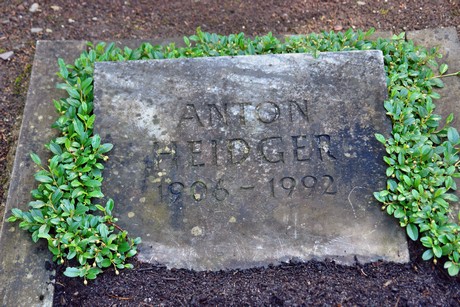 ANTON
HEIDGER
1906 - 1992